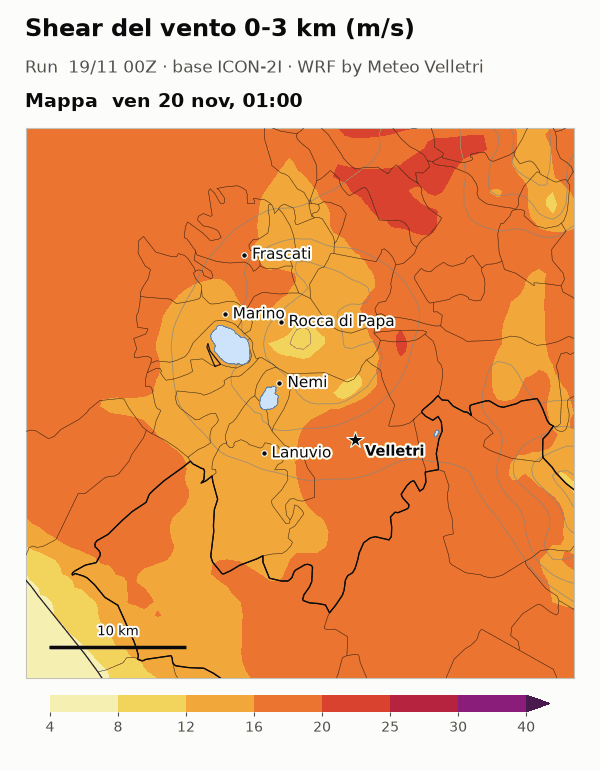 Shear del vento 0-3 km (m/s)
Run 19/11 00Z · base ICON-2I · WRF by Meteo Velletri
Mappa ven 20 nov, 01:00
Frascati
Marino
Rocca di Papa
Nemi
Velletri
Lanuvio
10 km
4 8 12 16 20 25 30 40